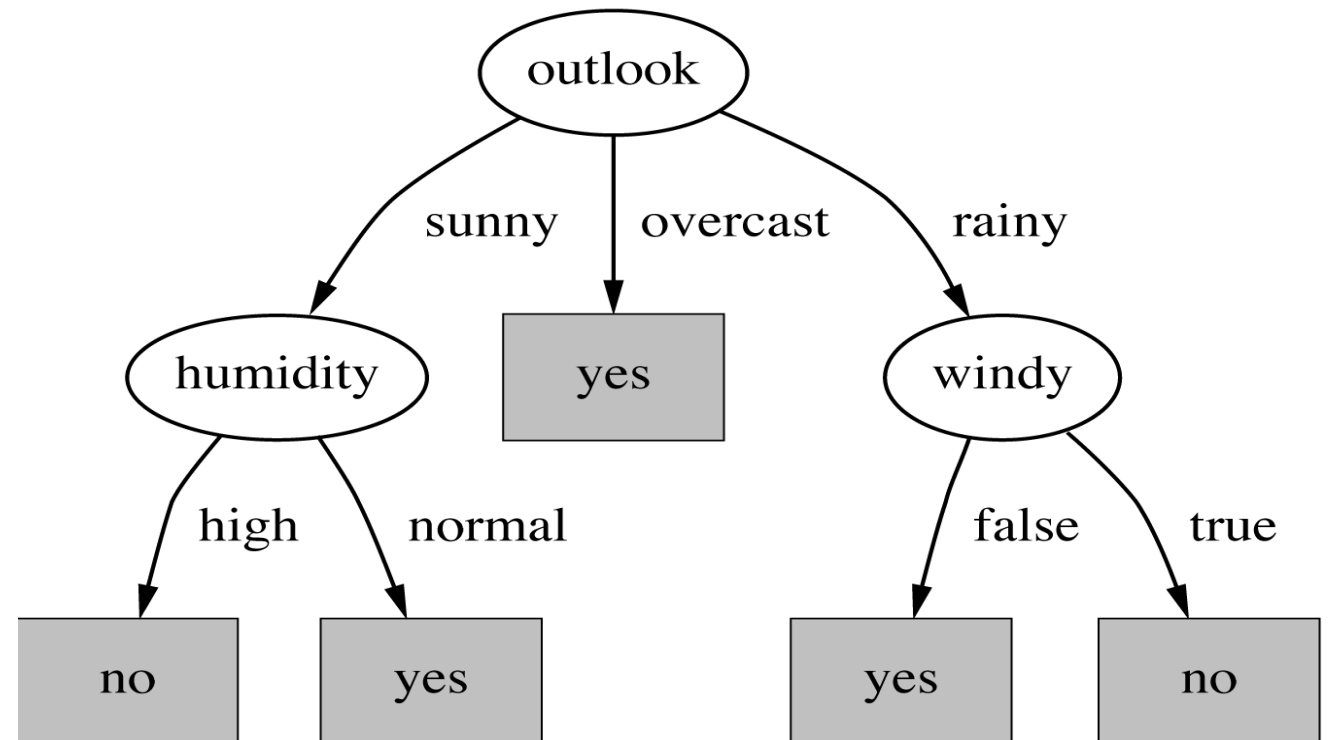 outlook
sunny overcast rainy
humidity yes windy
high normal false true
no yes yes no